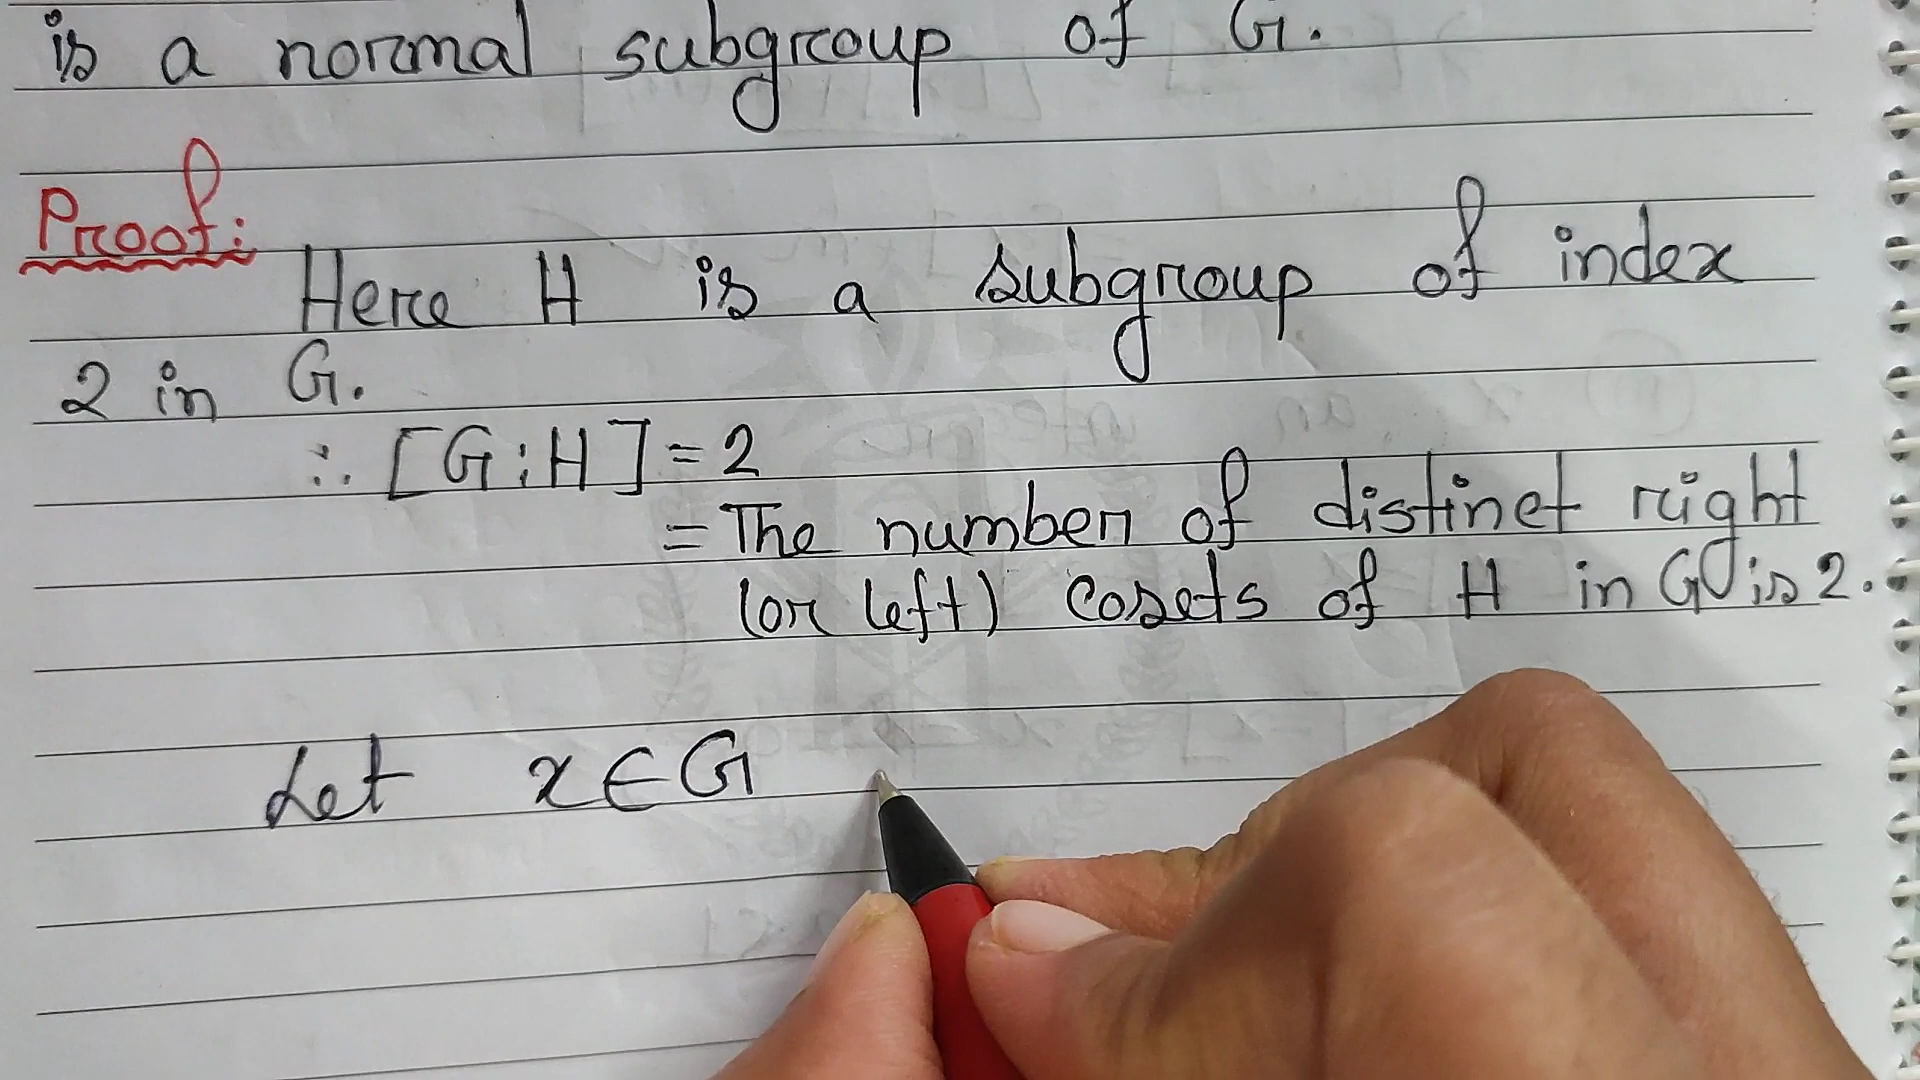 is a normal subgroup of G.
Proof:
Here H is a subgroup of index
2 in G.
∴ [G:H] = 2
= The number of distinct right
(or left) cosets of H in G is 2.
Let x∈G